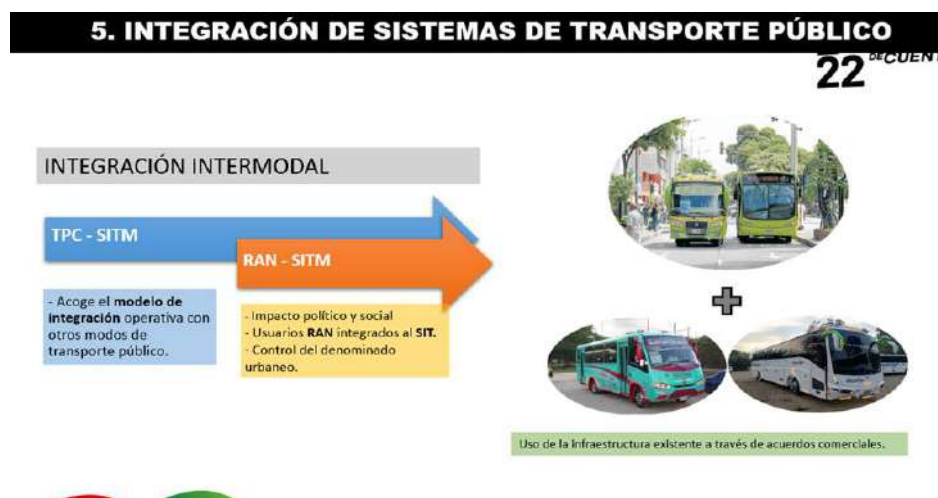 5. INTEGRACIÓN DE SISTEMAS DE TRANSPORTE PÚBLICO
22
INTEGRACIÓN INTERMODAL
TPC - SITM
RAN - SITM
- Acoge el modelo de
integración operativa con
otros modos de
transporte público.
- Impacto político y social
- Usuarios RAN integrados al SIT.
- Control del denominado
urbaneo.
Uso de la infraestructura existente a través de acuerdos comerciales.